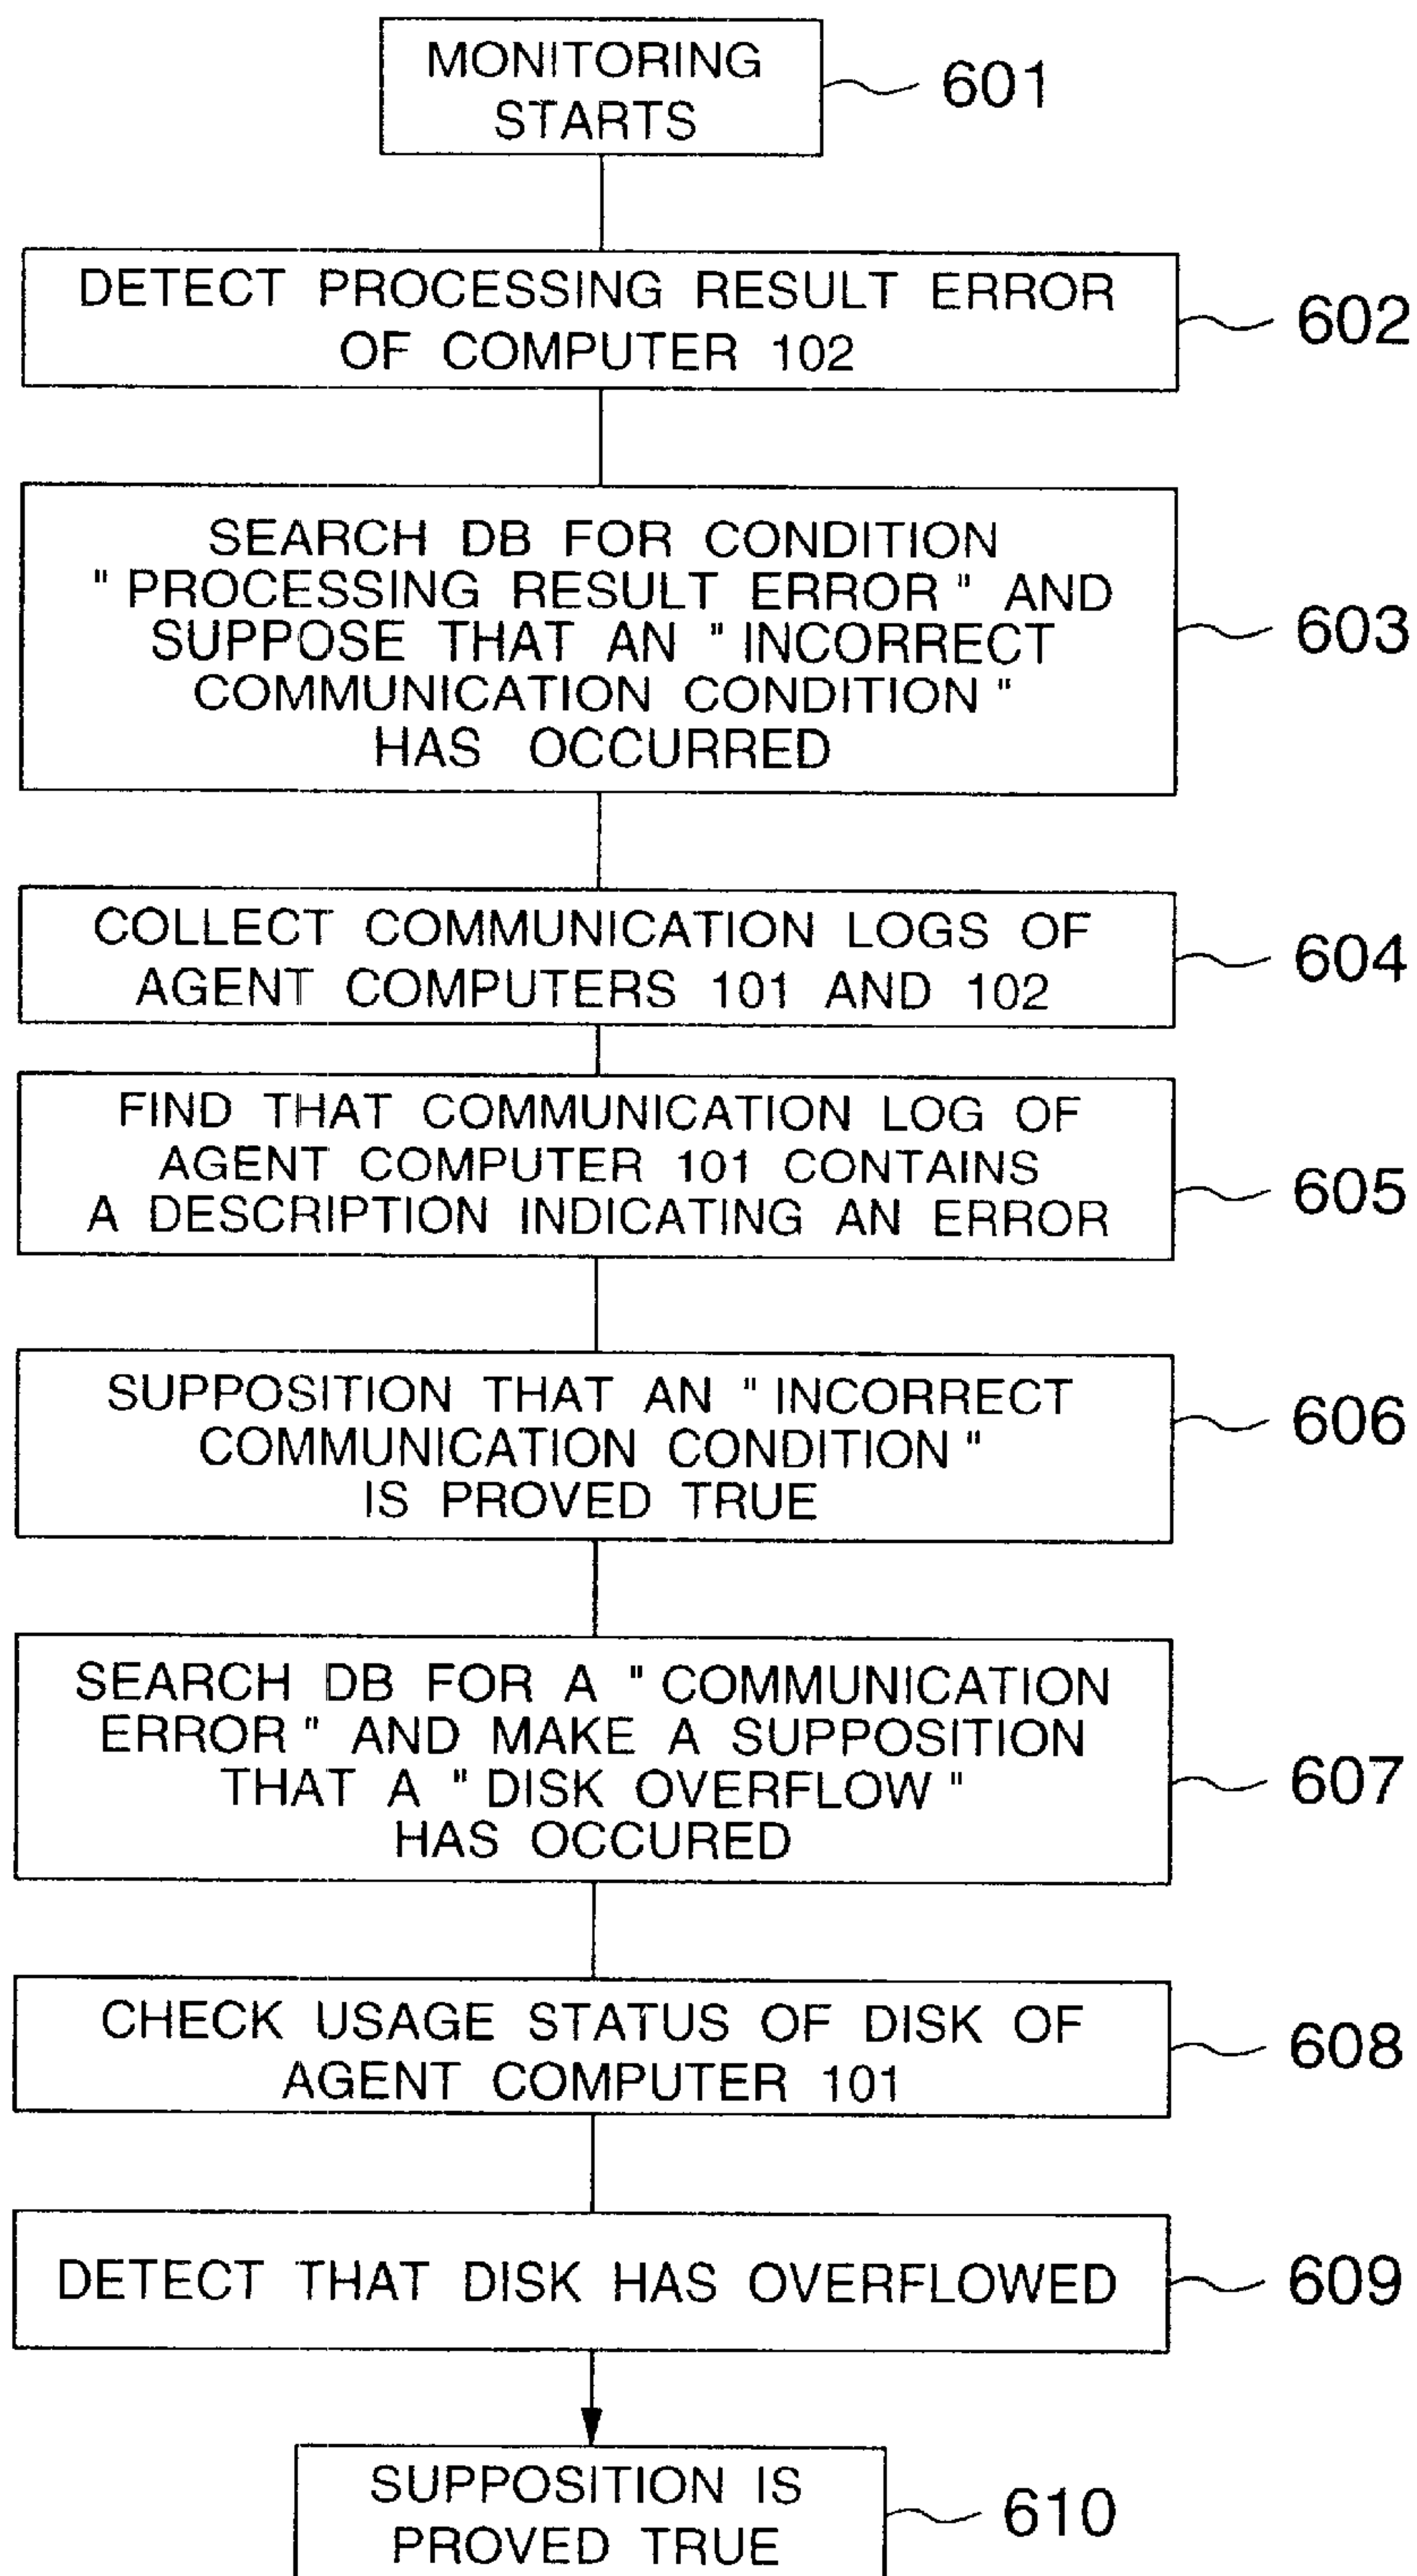 MONITORING
STARTS
601
DETECT PROCESSING RESULT ERROR
OF COMPUTER 102
602
SEARCH DB FOR CONDITION
"PROCESSING RESULT ERROR" AND
SUPPOSE THAT AN "INCORRECT
COMMUNICATION CONDITION"
HAS OCCURRED
603
COLLECT COMMUNICATION LOGS OF
AGENT COMPUTERS 101 AND 102
604
FIND THAT COMMUNICATION LOG OF
AGENT COMPUTER 101 CONTAINS
A DESCRIPTION INDICATING AN ERROR
605
SUPPOSITION THAT AN "INCORRECT
COMMUNICATION CONDITION"
IS PROVED TRUE
606
SEARCH DB FOR A "COMMUNICATION
ERROR" AND MAKE A SUPPOSITION
THAT A "DISK OVERFLOW"
HAS OCCURED
607
CHECK USAGE STATUS OF DISK OF
AGENT COMPUTER 101
608
DETECT THAT DISK HAS OVERFLOWED
609
SUPPOSITION IS
PROVED TRUE
610